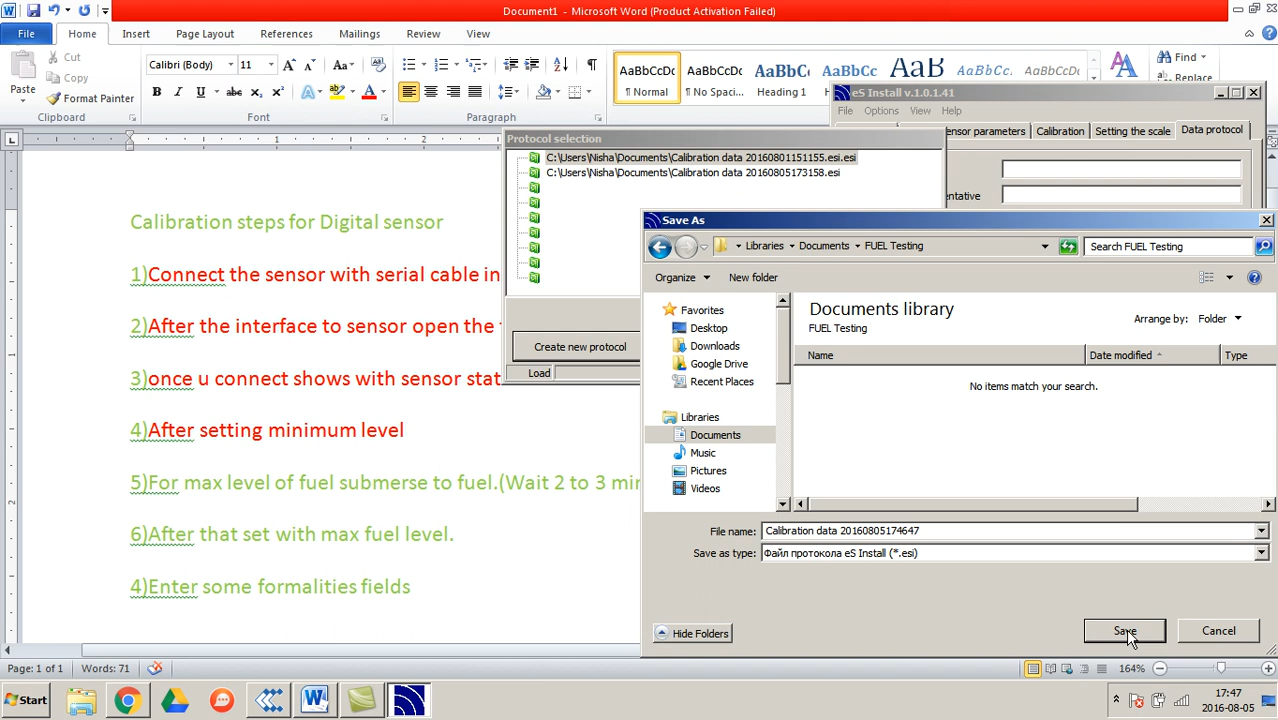 Document1 - Microsoft Word (Product Activation Failed)
File Home Insert Page Layout References Mailings Review View
Paste
Cut
Copy
Format Painter
Clipboard
Calibri (Body) 11
Font
Paragraph
AaBbCcDc AaBbCcDc AaBbCc AaBbCc AaB AaBbCc. AaBbCcDc
¶ Normal ¶ No Spaci... Heading 1
Find
Replace
eS Install v.1.0.1.41
File Options View Help
ensor parameters Calibration Setting the scale Data protocol
entative
Protocol selection
C:\Users\Nisha\Documents\Calibration data 20160801151155.esi.esi
C:\Users\Nisha\Documents\Calibration data 20160805173158.esi
Create new protocol
Load
Calibration steps for Digital sensor
1)Connect the sensor with serial cable in
2)After the interface to sensor open the
3)once u connect shows with sensor stat
4)After setting minimum level
5)For max level of fuel submerse to fuel.(Wait 2 to 3 min
6)After that set with max fuel level.
4)Enter some formalities fields
Save As
Libraries Documents FUEL Testing
Search FUEL Testing
Organize New folder
Favorites
Desktop
Downloads
Google Drive
Recent Places
Libraries
Documents
Music
Pictures
Videos
Documents library
FUEL Testing
Arrange by: Folder
Name Date modified Type
No items match your search.
File name: Calibration data 20160805174647
Save as type: Файл протокола eS Install (*.esi)
Hide Folders
Save Cancel
Page: 1 of 1 Words: 71
164%
Start
17:47
2016-08-05